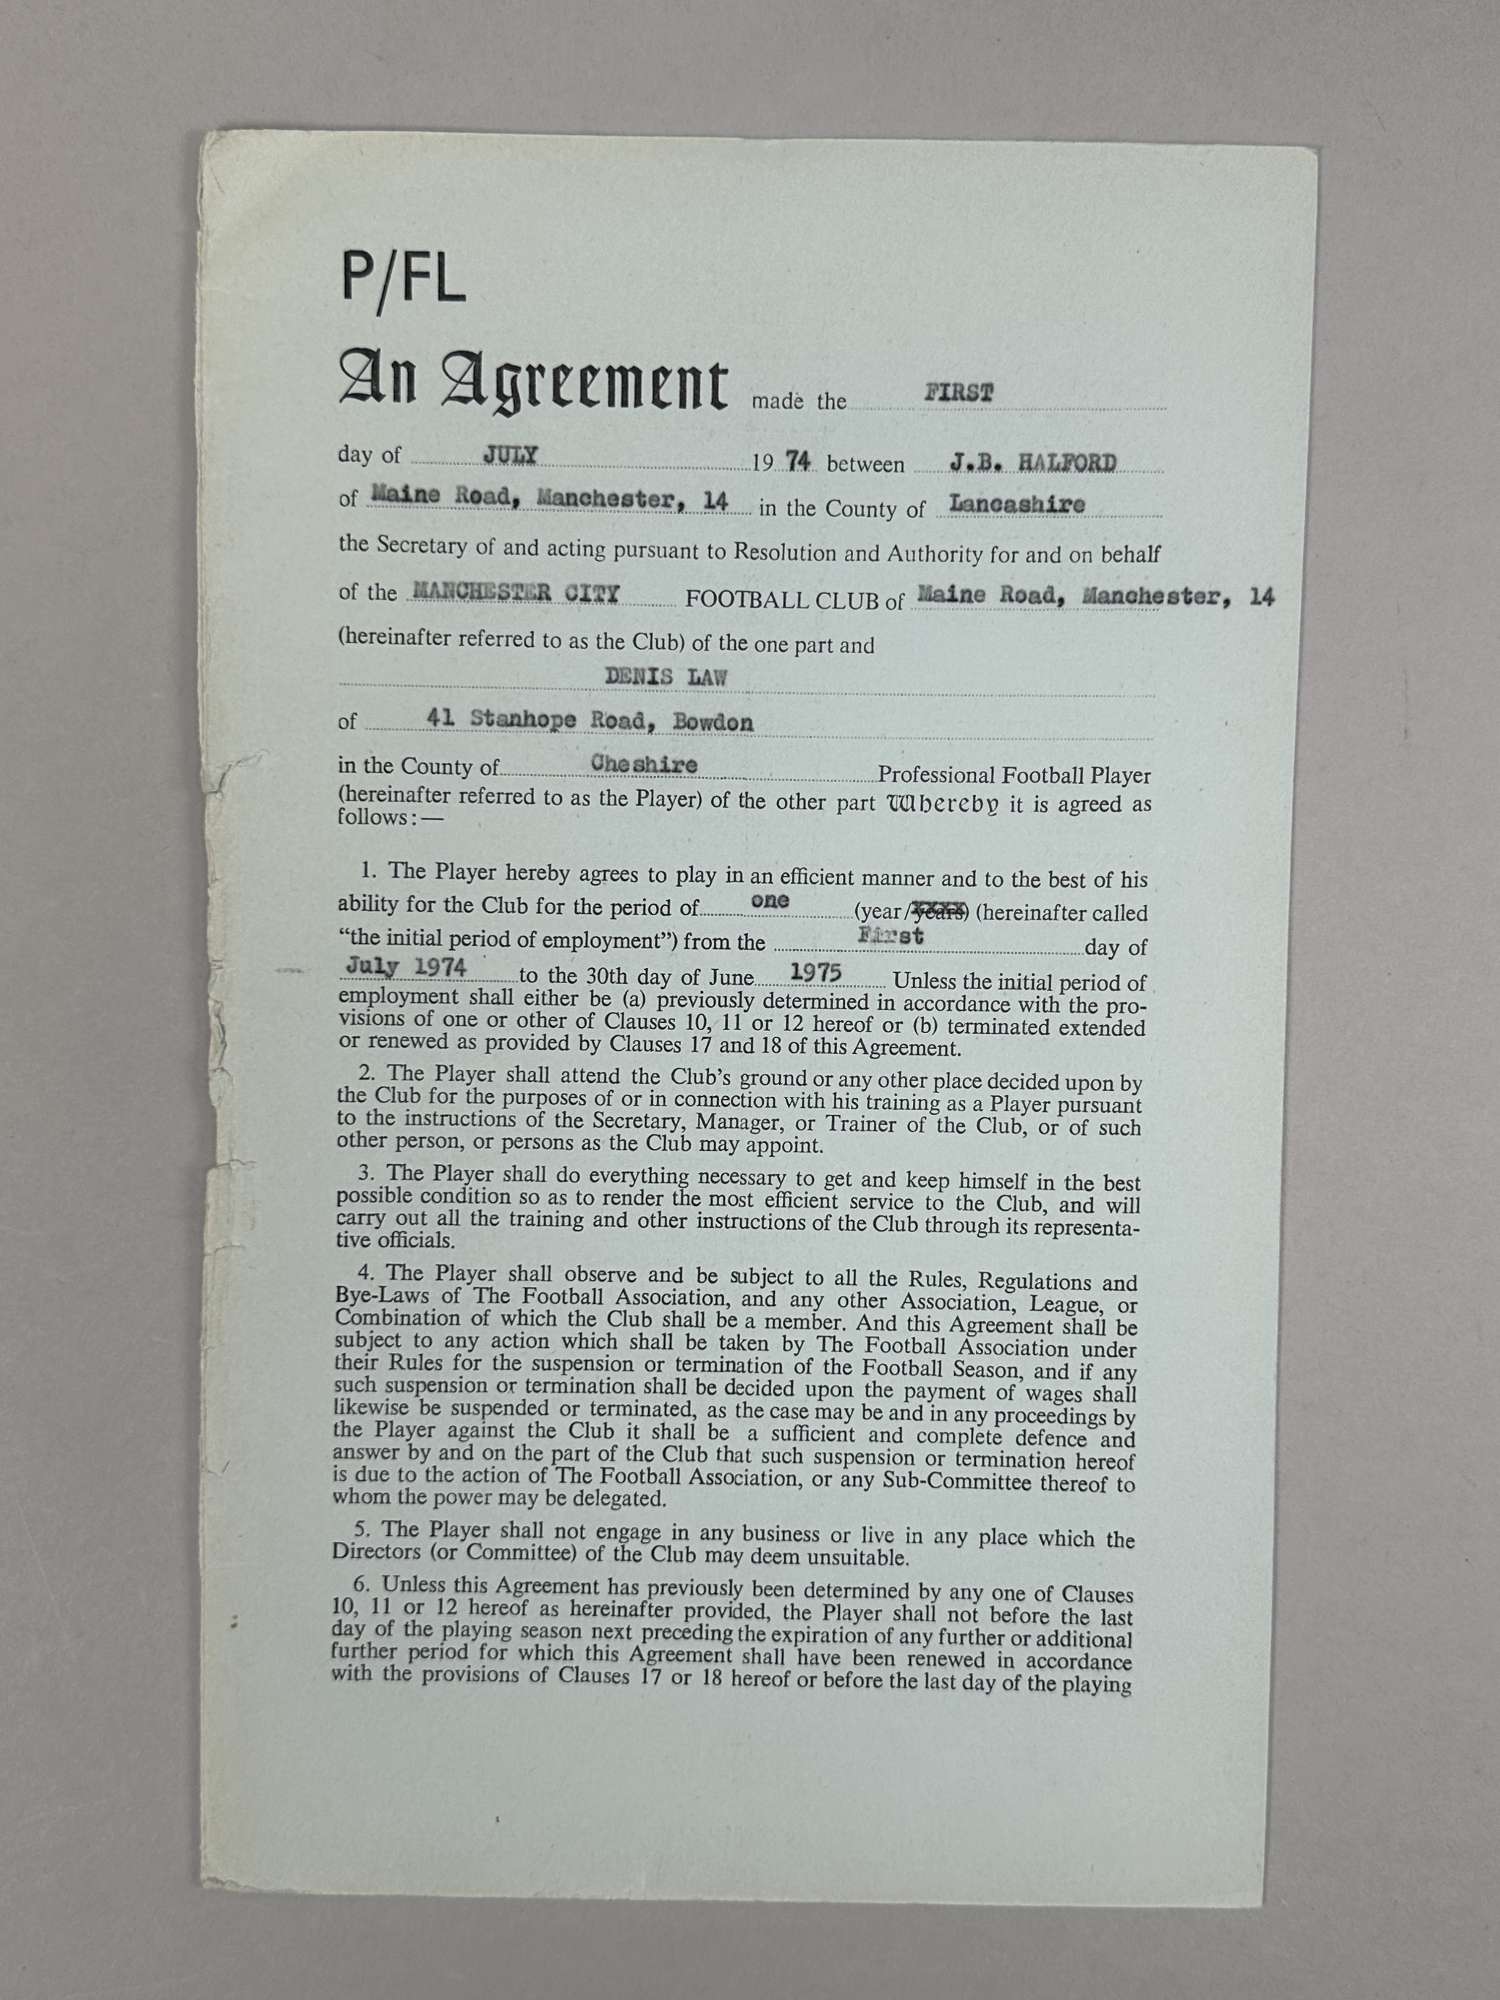 P/FL
An Agreement made the FIRST
day of JULY 19 74 between J.B. HALFORD
of Maine Road, Manchester, 14 in the County of Lancashire
the Secretary of and acting pursuant to Resolution and Authority for and on behalf
of the MANCHESTER CITY FOOTBALL CLUB of Maine Road, Manchester, 14
(hereinafter referred to as the Club) of the one part and
DENIS LAW
of 41 Stanhope Road, Bowdon
in the County of Cheshire Professional Football Player
(hereinafter referred to as the Player) of the other part Whereby it is agreed as
follows:—
1. The Player hereby agrees to play in an efficient manner and to the best of his
ability for the Club for the period of one (year/years) (hereinafter called
“the initial period of employment”) from the First day of
July 1974 to the 30th day of June 1975 Unless the initial period of
employment shall either be (a) previously determined in accordance with the pro-
visions of one or other of Clauses 10, 11 or 12 hereof or (b) terminated extended
or renewed as provided by Clauses 17 and 18 of this Agreement.
2. The Player shall attend the Club’s ground or any other place decided upon by
the Club for the purposes of or in connection with his training as a Player pursuant
to the instructions of the Secretary, Manager, or Trainer of the Club, or of such
other person, or persons as the Club may appoint.
3. The Player shall do everything necessary to get and keep himself in the best
possible condition so as to render the most efficient service to the Club, and will
carry out all the training and other instructions of the Club through its representa-
tive officials.
4. The Player shall observe and be subject to all the Rules, Regulations and
Bye-Laws of The Football Association, and any other Association, League, or
Combination of which the Club shall be a member. And this Agreement shall be
subject to any action which shall be taken by The Football Association under
their Rules for the suspension or termination of the Football Season, and if any
such suspension or termination shall be decided upon the payment of wages shall
likewise be suspended or terminated, as the case may be and in any proceedings by
the Player against the Club it shall be a sufficient and complete defence and
answer by and on the part of the Club that such suspension or termination hereof
is due to the action of The Football Association, or any Sub-Committee thereof to
whom the power may be delegated.
5. The Player shall not engage in any business or live in any place which the
Directors (or Committee) of the Club may deem unsuitable.
6. Unless this Agreement has previously been determined by any one of Clauses
10, 11 or 12 hereof as hereinafter provided, the Player shall not before the last
day of the playing season next preceding the expiration of any further or additional
further period for which this Agreement shall have been renewed in accordance
with the provisions of Clauses 17 or 18 hereof or before the last day of the playing